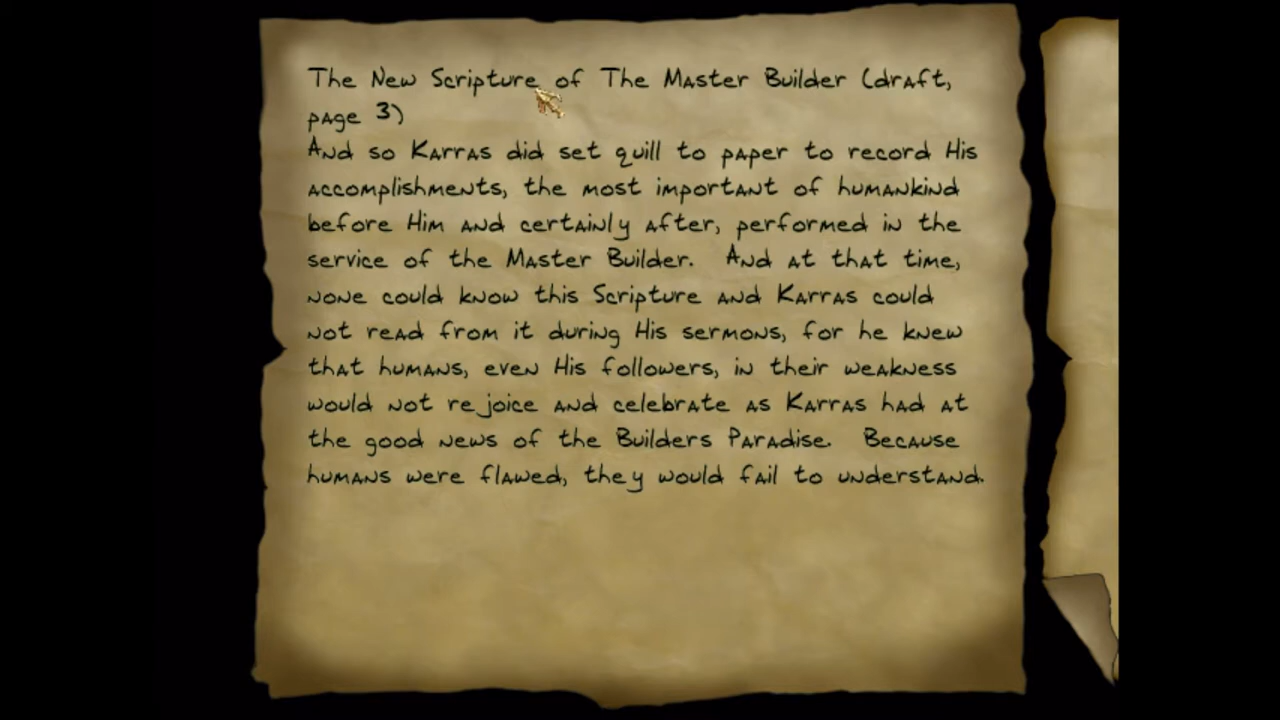 The New Scripture of The Master Builder (draft,
page 3)
And so Karras did set quill to paper to record His
accomplishments, the most important of humankind
before Him and certainly after, performed in the
service of the Master Builder.  And at that time,
none could know this Scripture and Karras could
not read from it during His sermons, for he knew
that humans, even His followers, in their weakness
would not rejoice and celebrate as Karras had at
the good news of the Builders Paradise.  Because
humans were flawed, they would fail to understand.